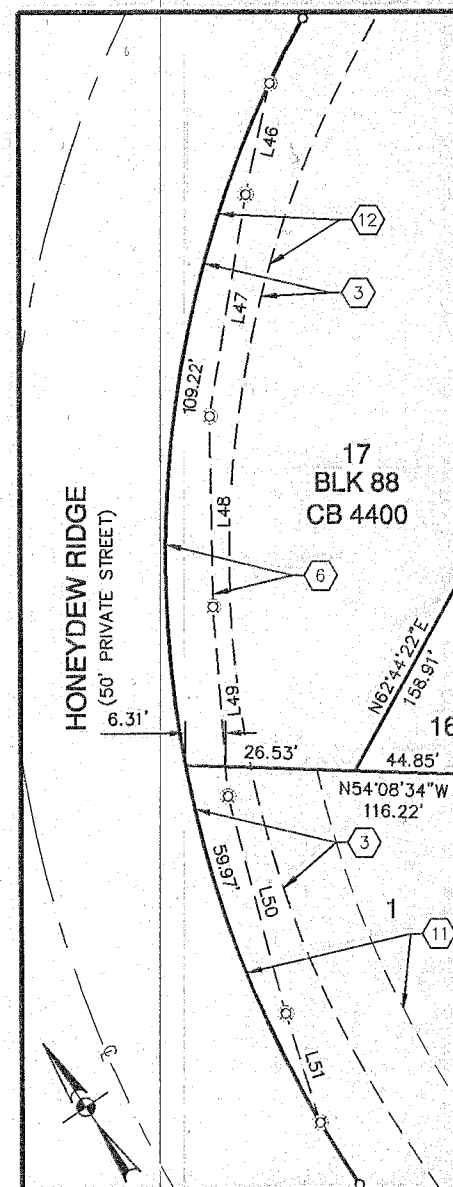 L46
12
L47
3
109.22'
17
BLK 88
CB 4400
L48
6
HONEYDEW RIDGE
(50' PRIVATE STREET)
N62°44'22"E
158.91'
6.31'
L49
26.53'
16
44.85'
N54°08'34"W
116.22'
3
59.97'
L50
1
11
L51